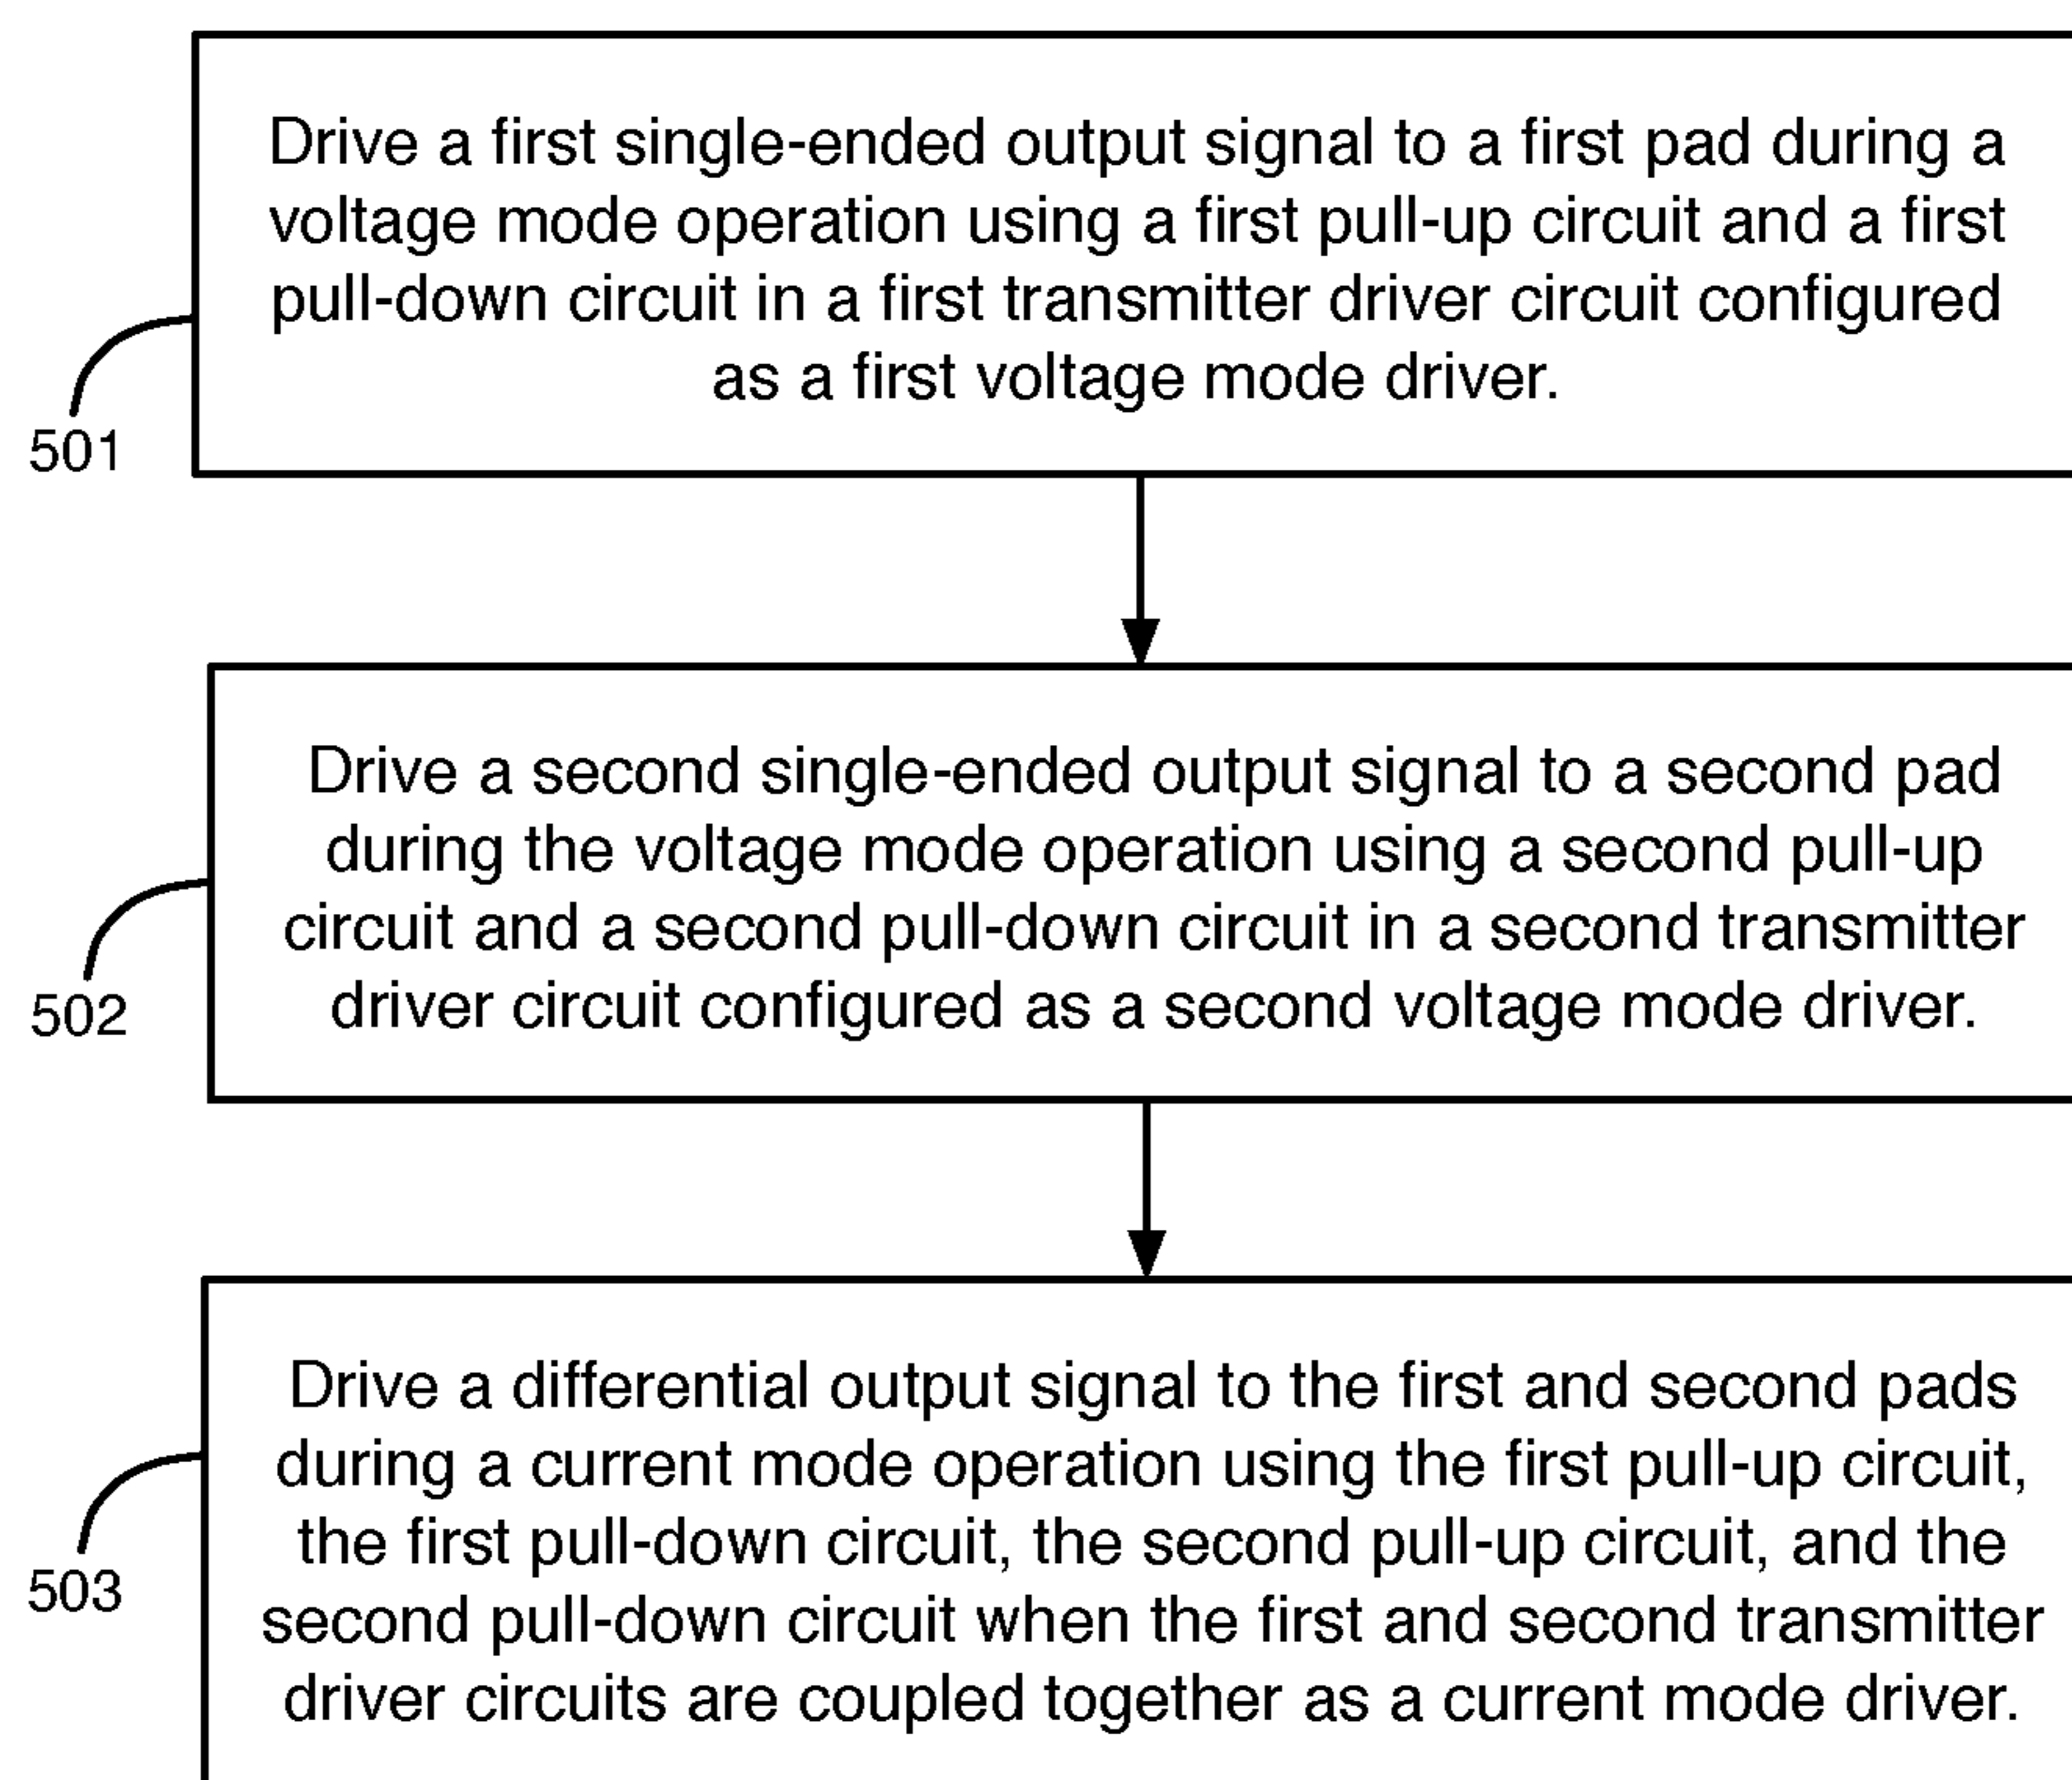 Drive a first single-ended output signal to a first pad during a
voltage mode operation using a first pull-up circuit and a first
pull-down circuit in a first transmitter driver circuit configured
as a first voltage mode driver.
501
Drive a second single-ended output signal to a second pad
during the voltage mode operation using a second pull-up
circuit and a second pull-down circuit in a second transmitter
driver circuit configured as a second voltage mode driver.
502
Drive a differential output signal to the first and second pads
during a current mode operation using the first pull-up circuit,
the first pull-down circuit, the second pull-up circuit, and the
second pull-down circuit when the first and second transmitter
driver circuits are coupled together as a current mode driver.
503